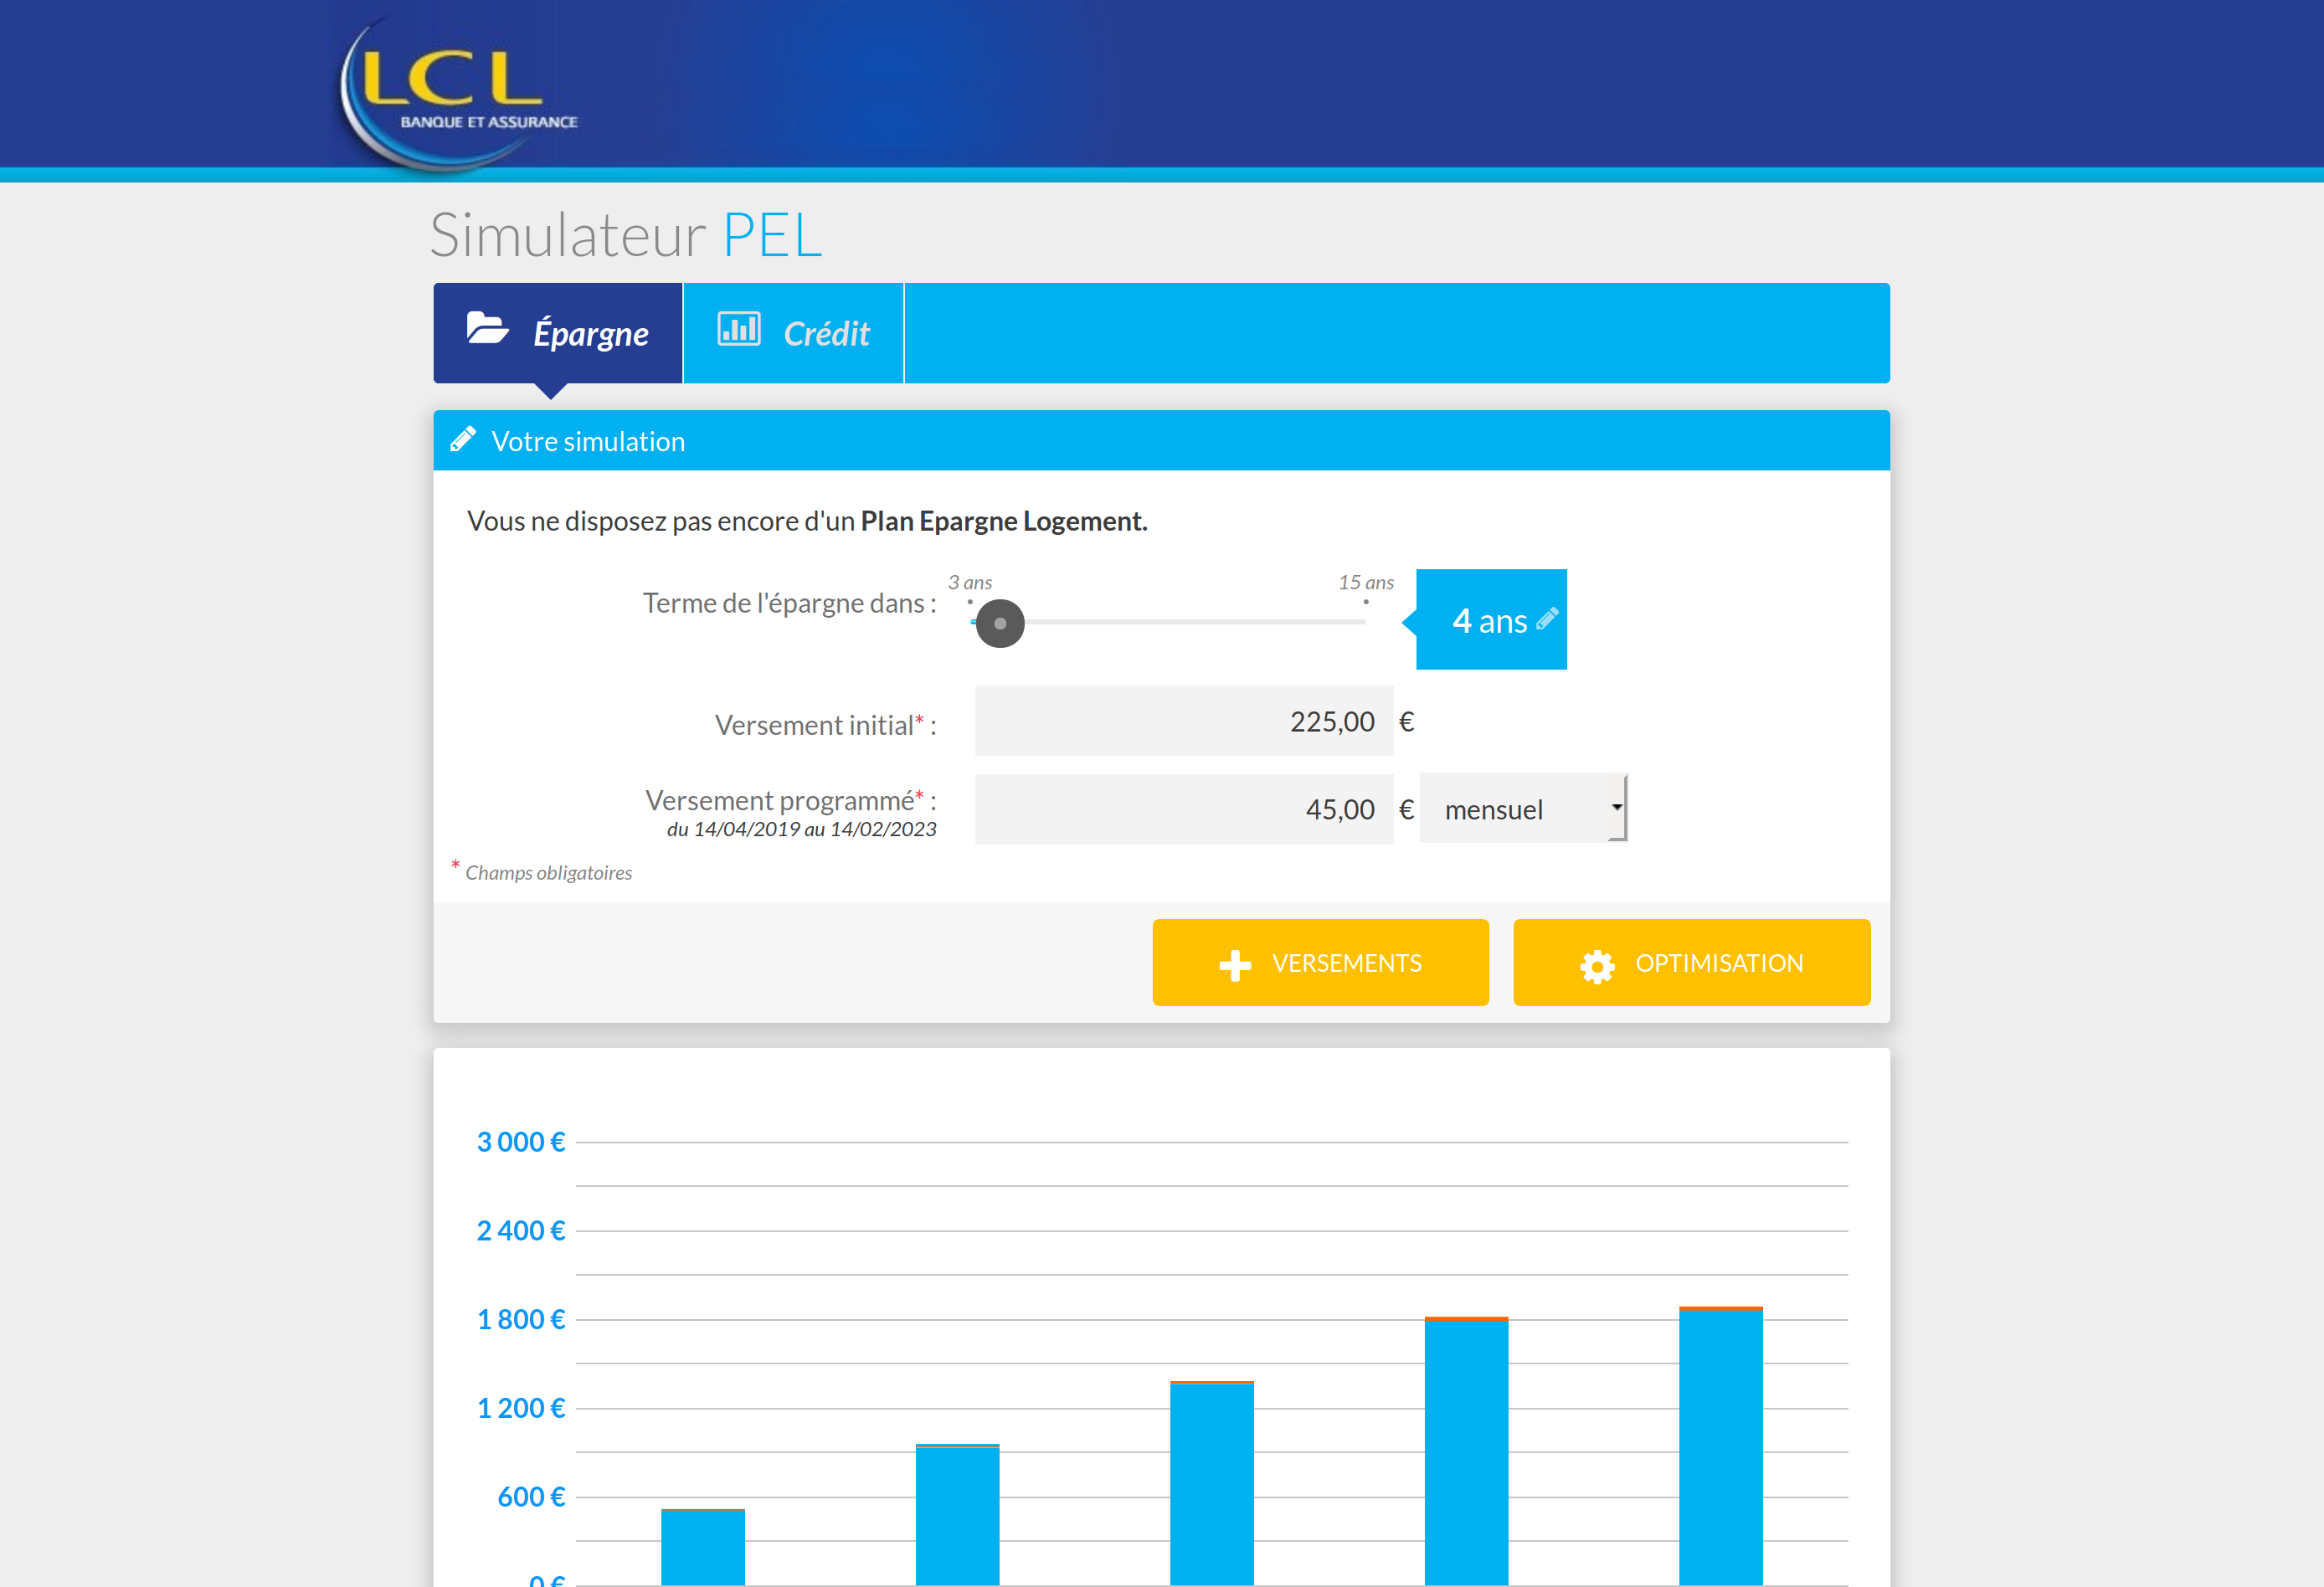 LCL
BANQUE ET ASSURANCE
Simulateur PEL
Épargne
Crédit
Votre simulation
Vous ne disposez pas encore d'un Plan Epargne Logement.
3 ans
15 ans
Terme de l'épargne dans :
4 ans
Versement initial* :
225,00 €
Versement programmé* :
45,00 €
mensuel
du 14/04/2019 au 14/02/2023
* Champs obligatoires
VERSEMENTS
OPTIMISATION
3 000 €
2 400 €
1 800 €
1 200 €
600 €
0 €